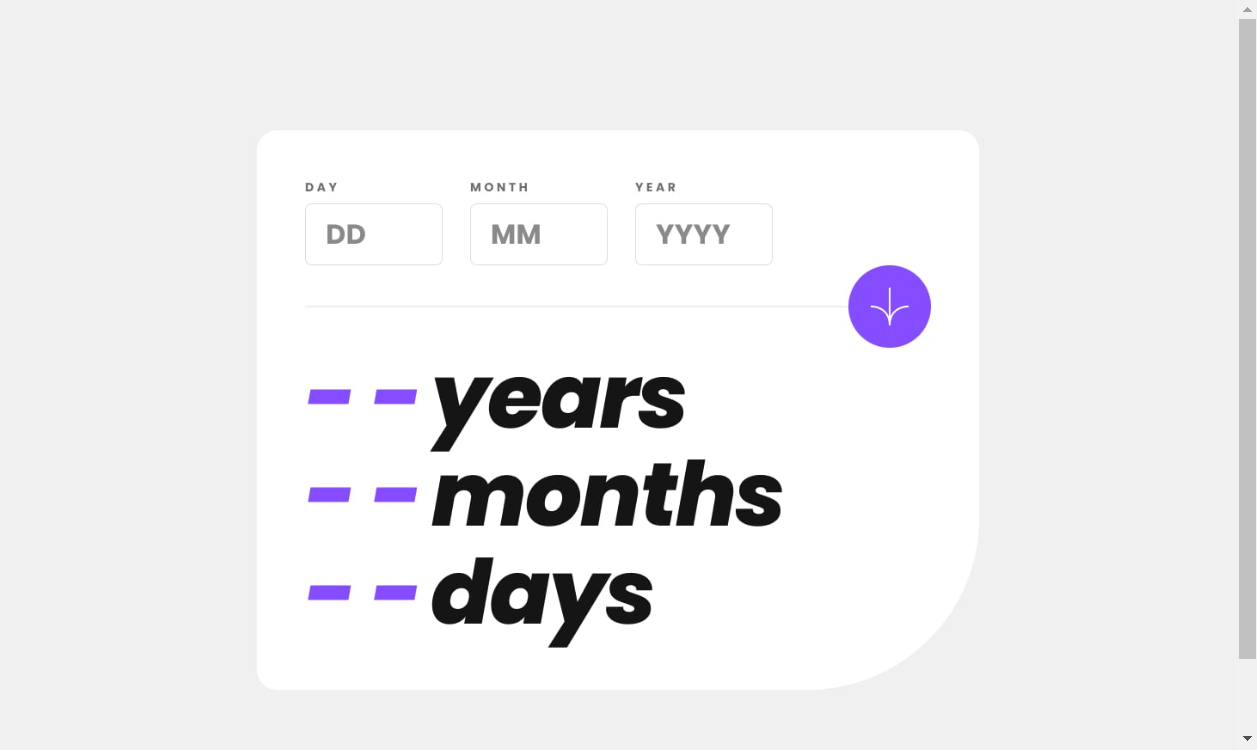 DAY MONTH YEAR
DD MM YYYY
- - years
- - months
- - days